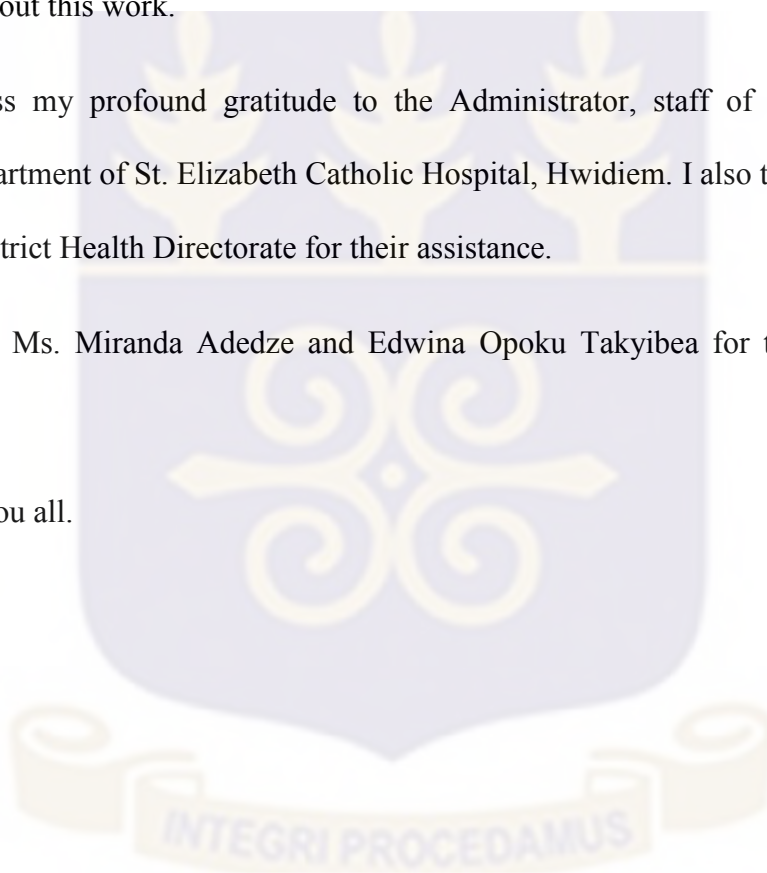 out this work.
ss my profound gratitude to the Administrator, staff of
artment of St. Elizabeth Catholic Hospital, Hwidiem. I also t
trict Health Directorate for their assistance.
Ms. Miranda Adedze and Edwina Opoku Takyibea for t
ou all.
INTEGRI PROCEDAMUS